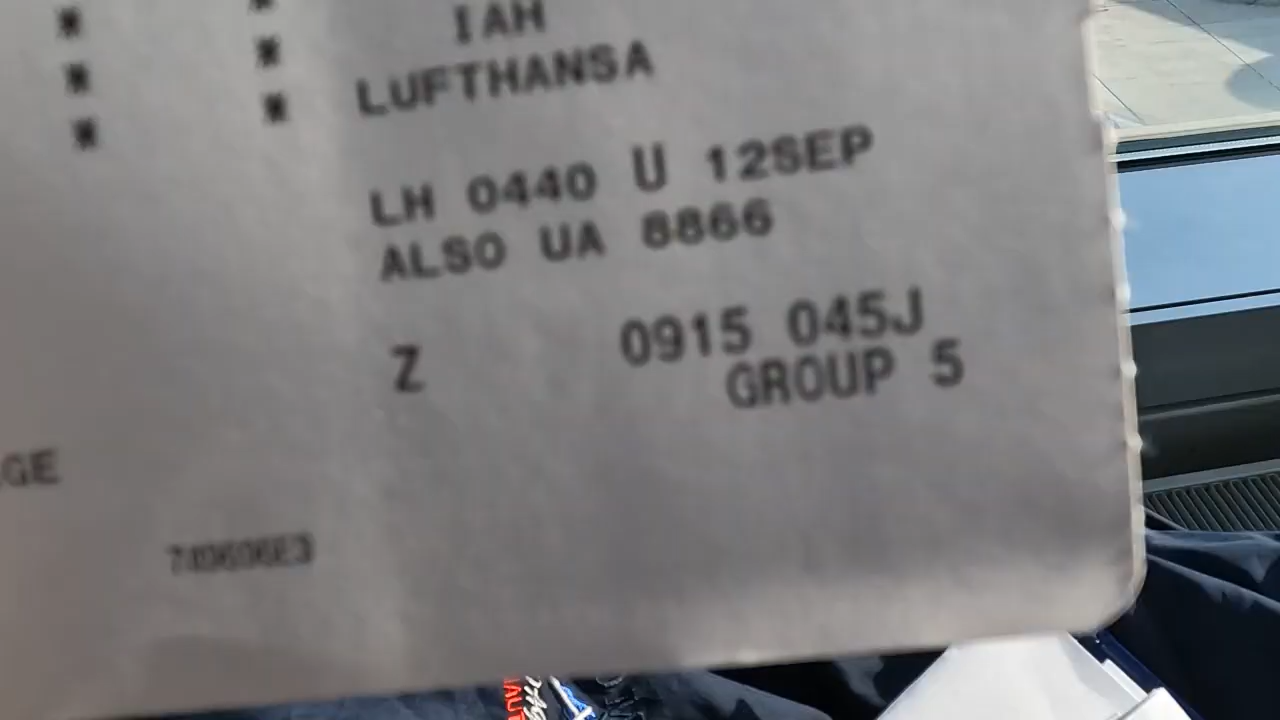 * *
IAH
* *
LUFTHANSA
* *
LH 0440 U 12SEP
ALSO UA 8866
Z 0915 045J
GROUP 5
GE